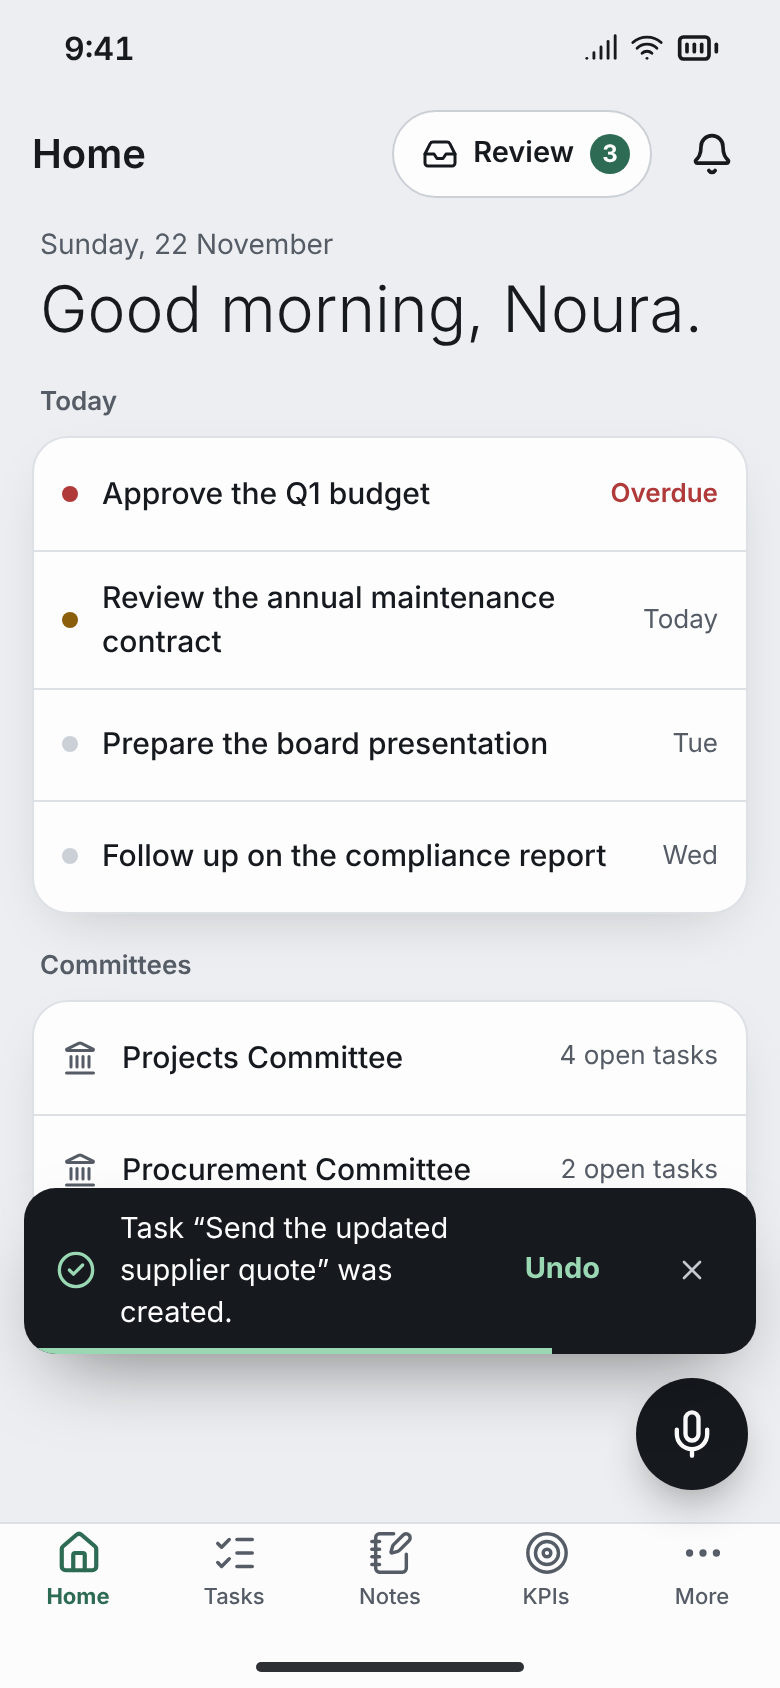 9:41
Home
Review 3
Sunday, 22 November
Good morning, Noura.
Today
Approve the Q1 budget Overdue
Review the annual maintenance
contract
Today
Prepare the board presentation Tue
Follow up on the compliance report Wed
Committees
Projects Committee 4 open tasks
Procurement Committee 2 open tasks
Task “Send the updated
supplier quote” was
created.
Undo
Home Tasks Notes KPIs More